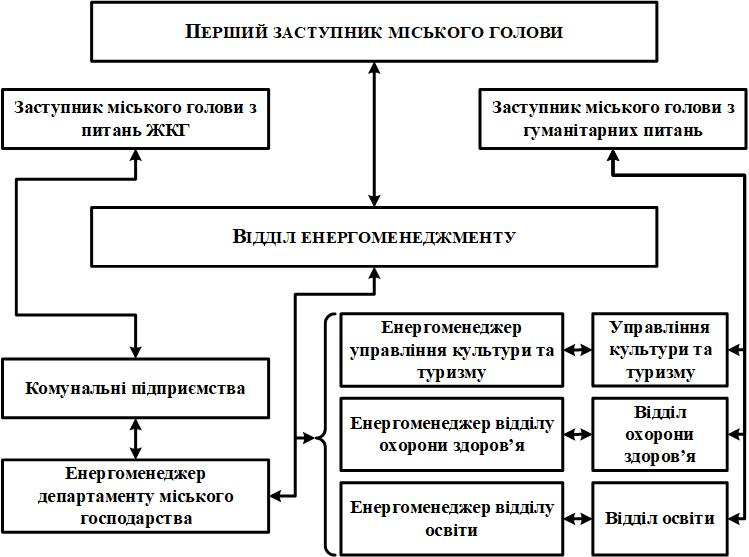 ПЕРШИЙ ЗАСТУПНИК МІСЬКОГО ГОЛОВИ
Заступник міського голови з
питань ЖКГ
Заступник міського голови з
гуманітарних питань
ВІДДІЛ ЕНЕРГОМЕНЕДЖМЕНТУ
Енергоменеджер
управління культури та
туризму
Управління
культури та
туризму
Комунальні підприємства
Енергоменеджер відділу
охорони здоров’я
Відділ
охорони
здоров’я
Енергоменеджер
департаменту міського
господарства
Енергоменеджер відділу
освіти
Відділ освіти